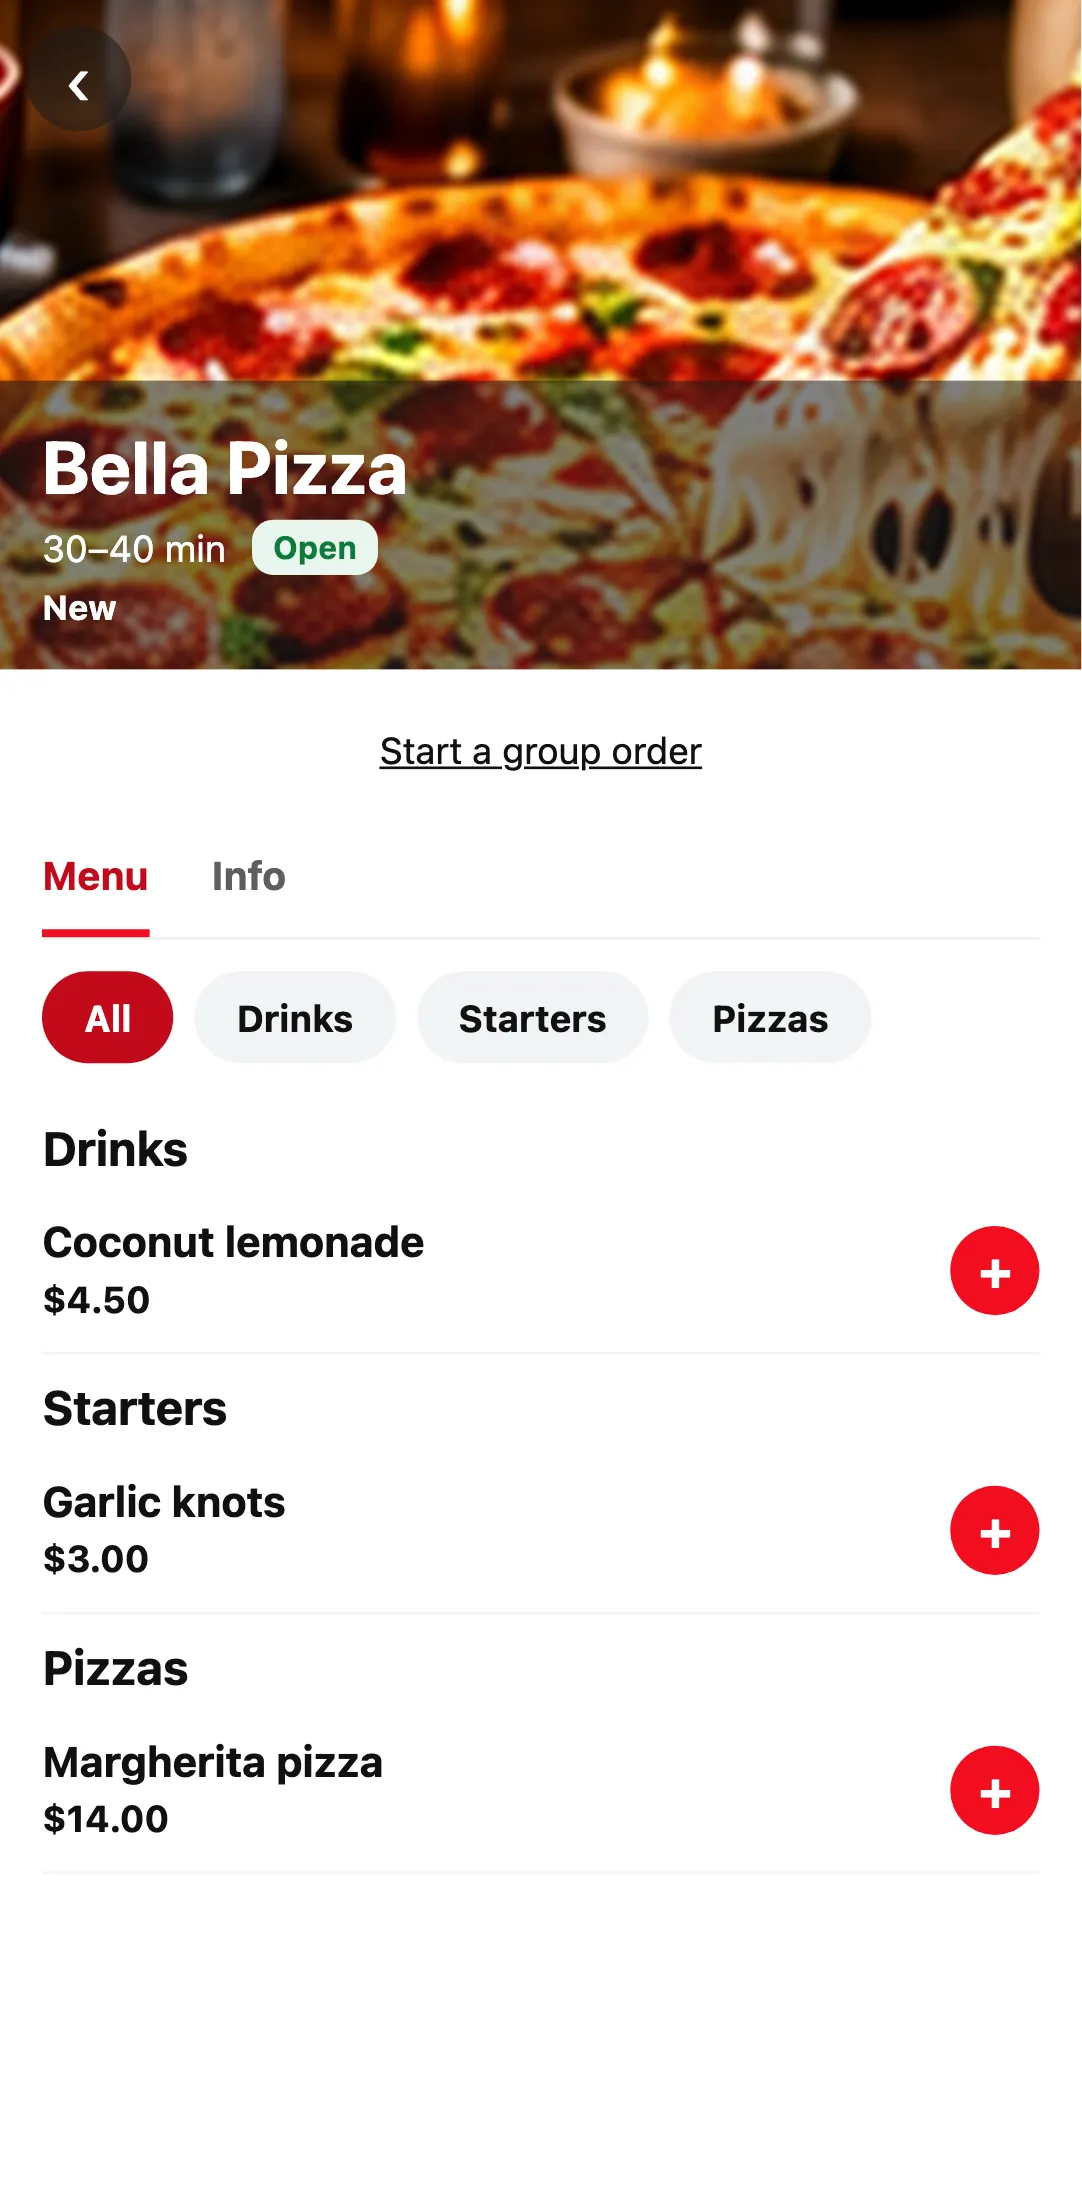 Bella Pizza
30–40 min Open
New
Start a group order
Menu Info
All Drinks Starters Pizzas
Drinks
Coconut lemonade
$4.50
+
Starters
Garlic knots
$3.00
+
Pizzas
Margherita pizza
$14.00
+